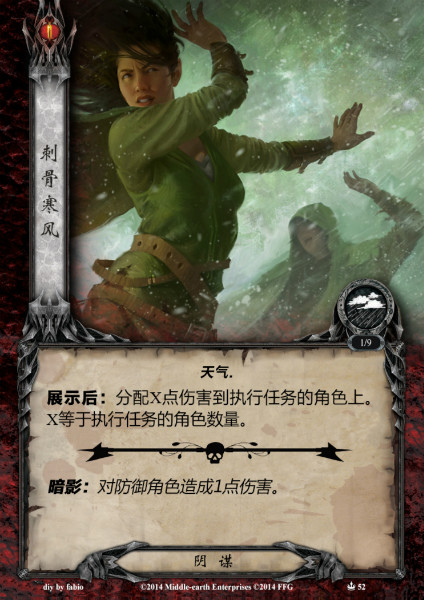 刺骨寒风
1/9
天气.
展示后：分配X点伤害到执行任务的角色上。
X等于执行任务的角色数量。
暗影：对防御角色造成1点伤害。
阴谋
diy by fabio ©2014 Middle-earth Enterprises ©2014 FFG 52